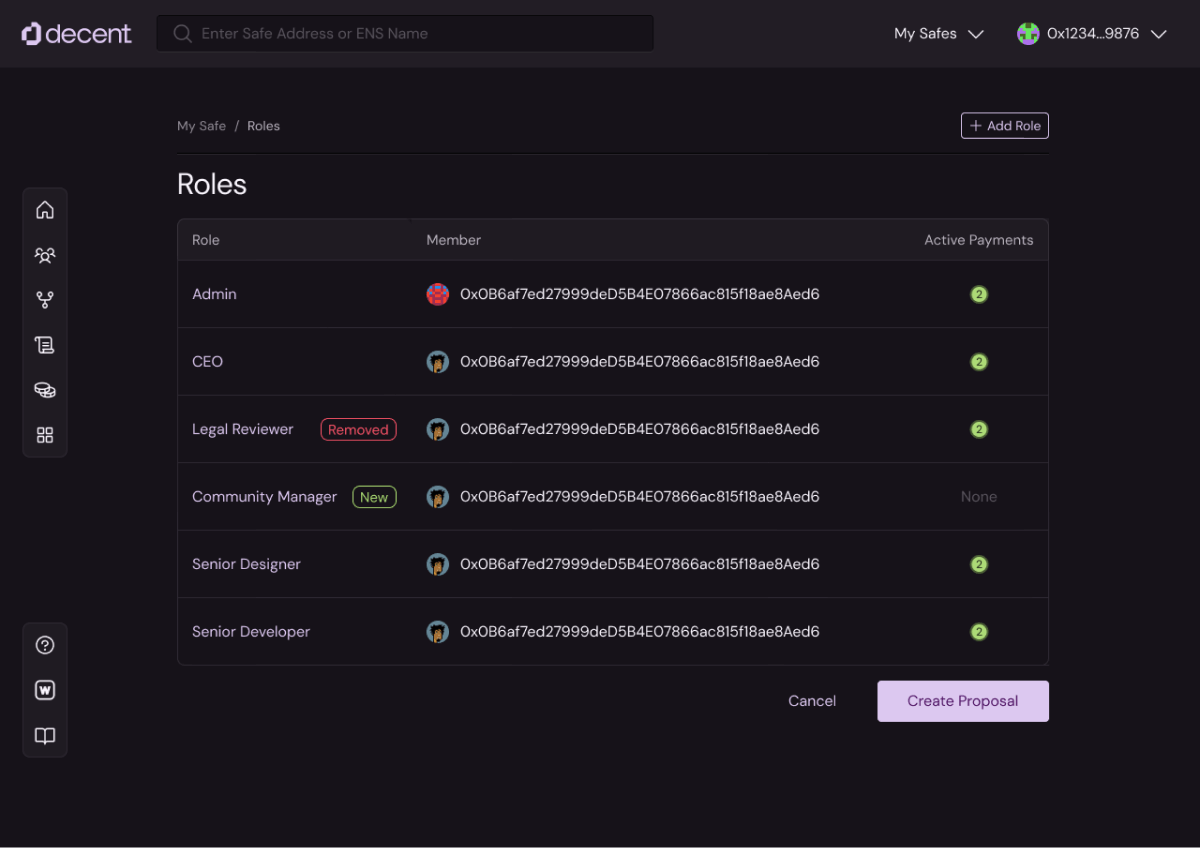 decent
Enter Safe Address or ENS Name
My Safes
0x1234...9876
My Safe / Roles
+ Add Role
Roles
Role Member Active Payments
Admin 0x0B6af7ed27999deD5B4E07866ac815f18ae8Aed6 2
CEO 0x0B6af7ed27999deD5B4E07866ac815f18ae8Aed6 2
Legal Reviewer Removed 0x0B6af7ed27999deD5B4E07866ac815f18ae8Aed6 2
Community Manager New 0x0B6af7ed27999deD5B4E07866ac815f18ae8Aed6 None
Senior Designer 0x0B6af7ed27999deD5B4E07866ac815f18ae8Aed6 2
Senior Developer 0x0B6af7ed27999deD5B4E07866ac815f18ae8Aed6 2
?
W
Cancel
Create Proposal